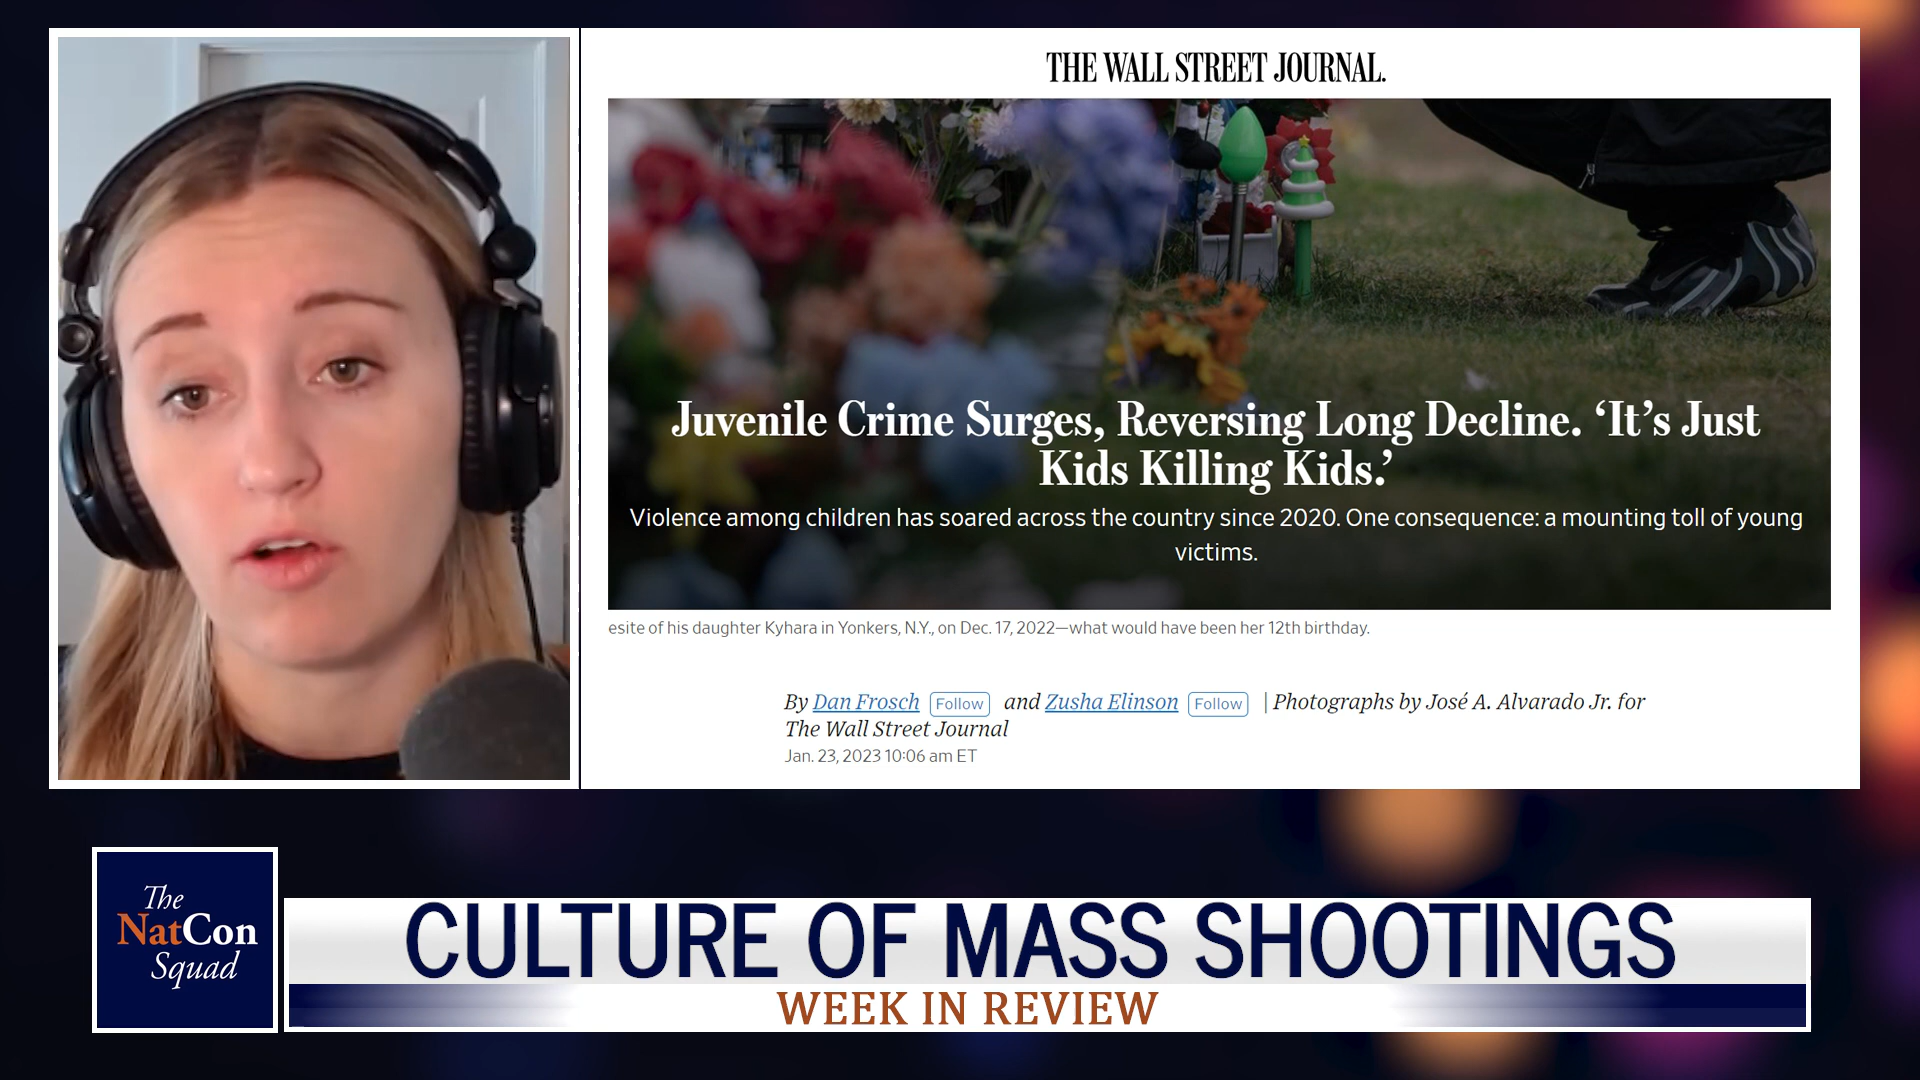 THE WALL STREET JOURNAL.
Juvenile Crime Surges, Reversing Long Decline. ‘It’s Just
Kids Killing Kids.’
Violence among children has soared across the country since 2020. One consequence: a mounting toll of young
victims.
esite of his daughter Kyhara in Yonkers, N.Y., on Dec. 17, 2022—what would have been her 12th birthday.
By Dan Frosch Follow and Zusha Elinson Follow | Photographs by José A. Alvarado Jr. for
The Wall Street Journal
Jan. 23, 2023 10:06 am ET
The
NatCon
Squad
CULTURE OF MASS SHOOTINGS
WEEK IN REVIEW